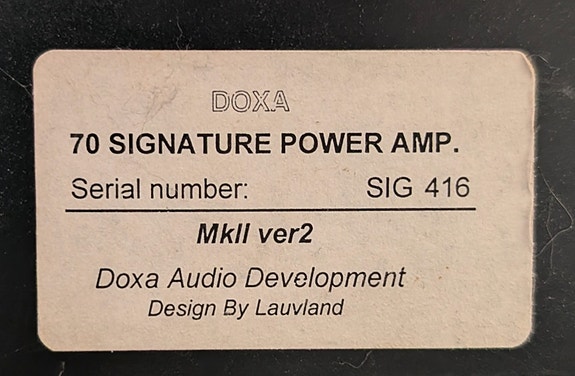 DOXA
70 SIGNATURE POWER AMP.
Serial number: SIG 416
MkII ver2
Doxa Audio Development
Design By Lauvland